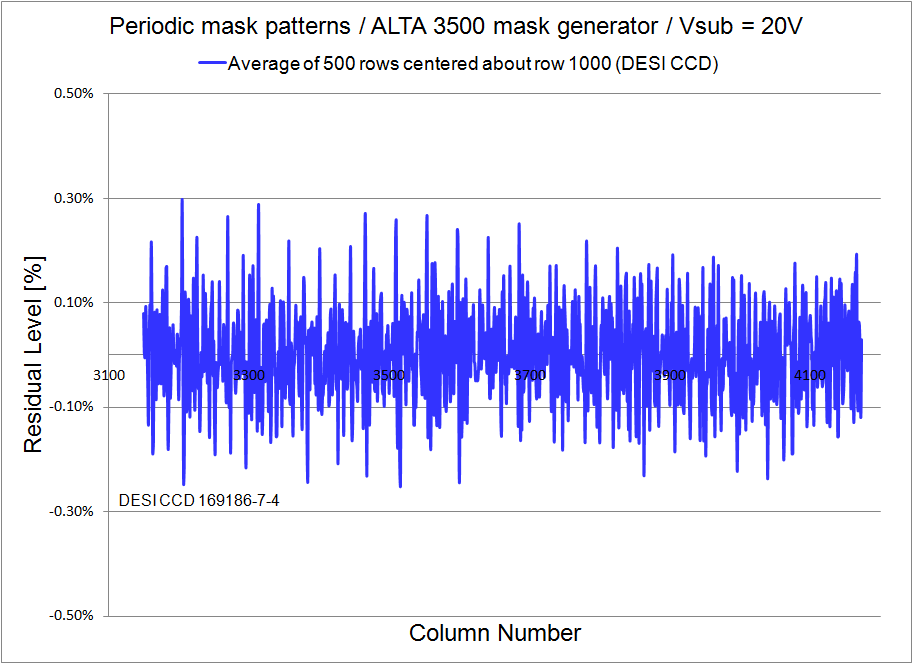 Periodic mask patterns / ALTA 3500 mask generator / Vsub = 20V
Average of 500 rows centered about row 1000 (DESI CCD)
0.50%
0.30%
0.10%
3100 3300 3500 3700 3900 4100
-0.10%
DESI CCD 169186-7-4
-0.30%
-0.50%
Residual Level [%]
Column Number